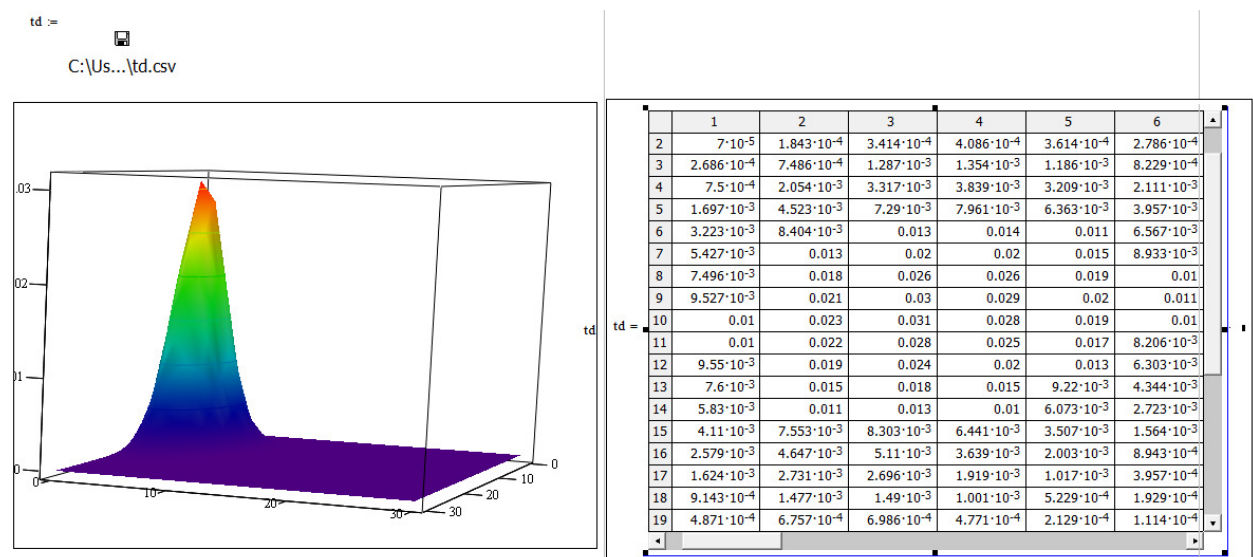 td :=
C:\Us...\td.csv
.03
02
01
0
0
10
20
30
0
10
20
30
td
td =
1 2 3 4 5 6
2 7·10-5 1.843·10-4 3.414·10-4 4.086·10-4 3.614·10-4 2.786·10-4
3 2.686·10-4 7.486·10-4 1.287·10-3 1.354·10-3 1.186·10-3 8.229·10-4
4 7.5·10-4 2.054·10-3 3.317·10-3 3.839·10-3 3.209·10-3 2.111·10-3
5 1.697·10-3 4.523·10-3 7.29·10-3 7.961·10-3 6.363·10-3 3.957·10-3
6 3.223·10-3 8.404·10-3 0.013 0.014 0.011 6.567·10-3
7 5.427·10-3 0.013 0.02 0.02 0.015 8.933·10-3
8 7.496·10-3 0.018 0.026 0.026 0.019 0.01
9 9.527·10-3 0.021 0.03 0.029 0.02 0.011
10 0.01 0.023 0.031 0.028 0.019 0.01
11 0.01 0.022 0.028 0.025 0.017 8.206·10-3
12 9.55·10-3 0.019 0.024 0.02 0.013 6.303·10-3
13 7.6·10-3 0.015 0.018 0.015 9.22·10-3 4.344·10-3
14 5.83·10-3 0.011 0.013 0.01 6.073·10-3 2.723·10-3
15 4.11·10-3 7.553·10-3 8.303·10-3 6.441·10-3 3.507·10-3 1.564·10-3
16 2.579·10-3 4.647·10-3 5.11·10-3 3.639·10-3 2.003·10-3 8.943·10-4
17 1.624·10-3 2.731·10-3 2.696·10-3 1.919·10-3 1.017·10-3 3.957·10-4
18 9.143·10-4 1.477·10-3 1.49·10-3 1.001·10-3 5.229·10-4 1.929·10-4
19 4.871·10-4 6.757·10-4 6.986·10-4 4.771·10-4 2.129·10-4 1.114·10-4